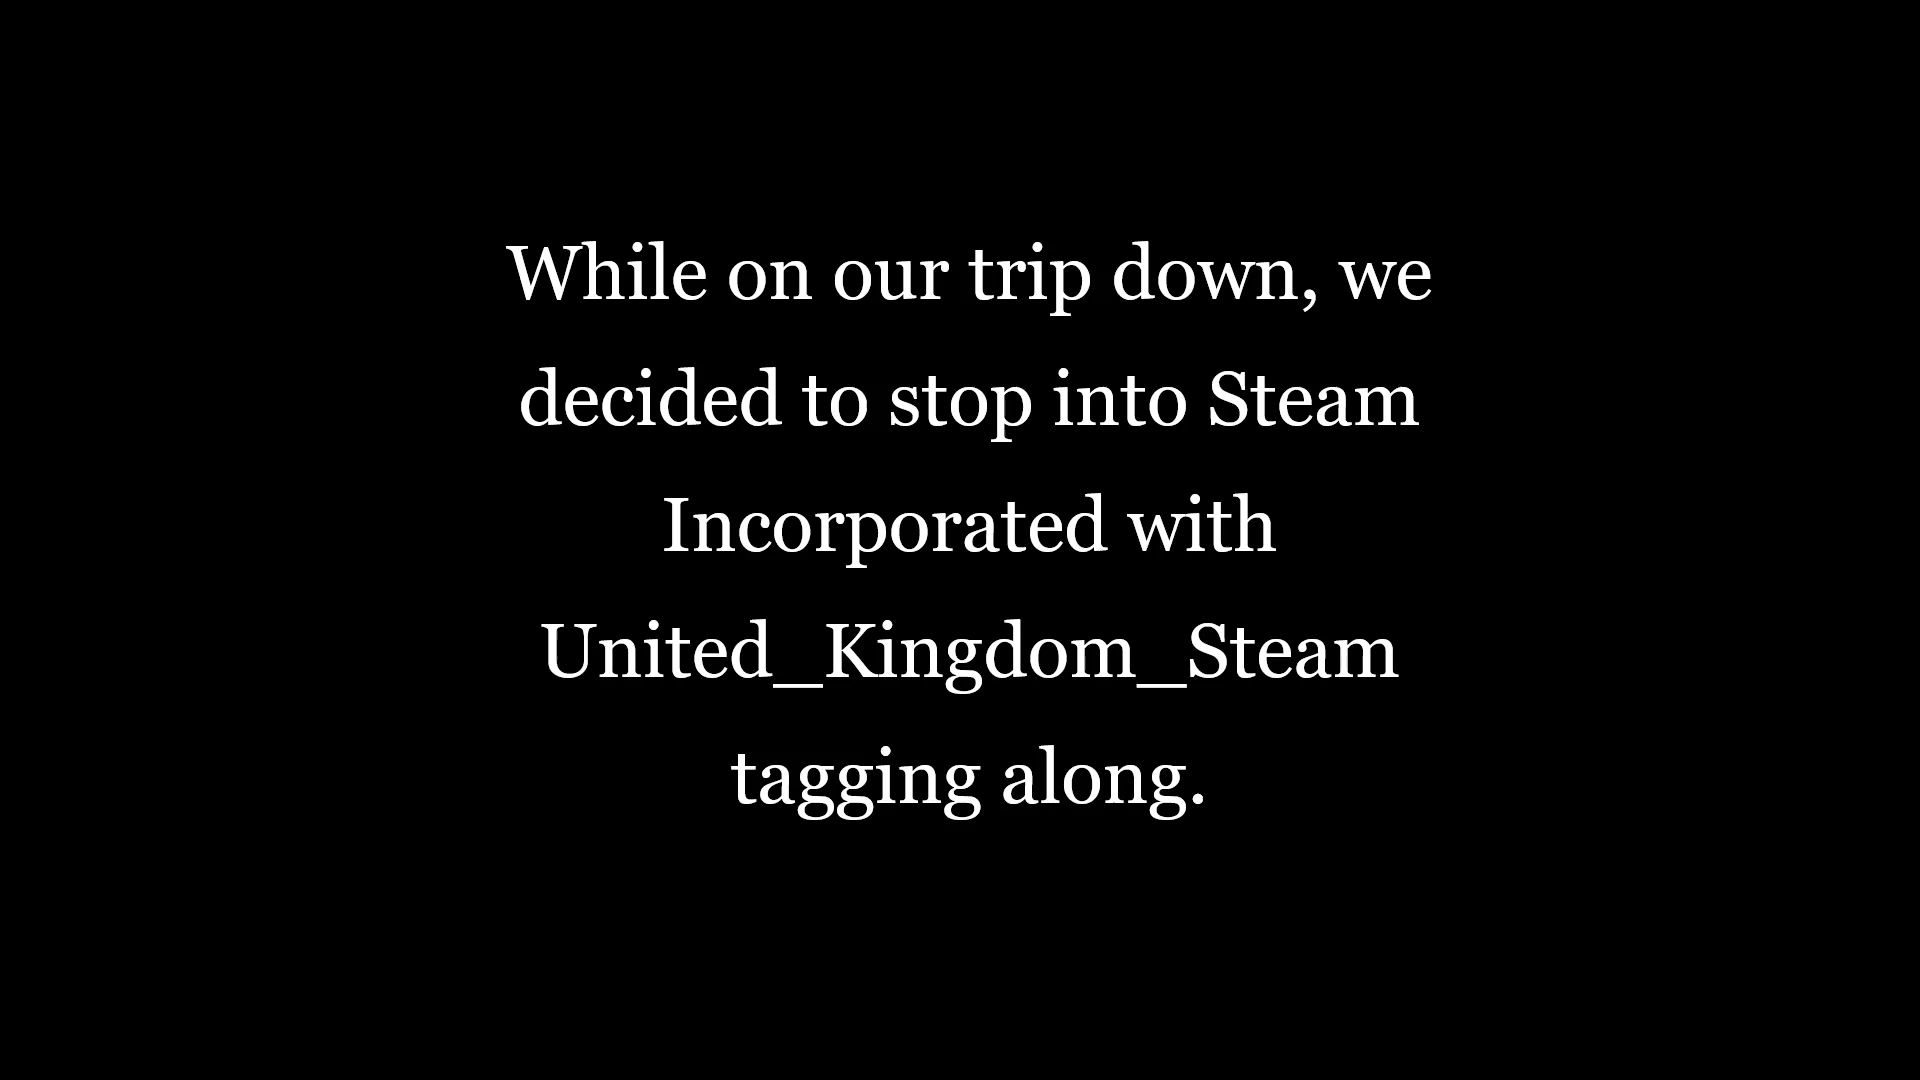 While on our trip down, we
decided to stop into Steam
Incorporated with
United_Kingdom_Steam
tagging along.